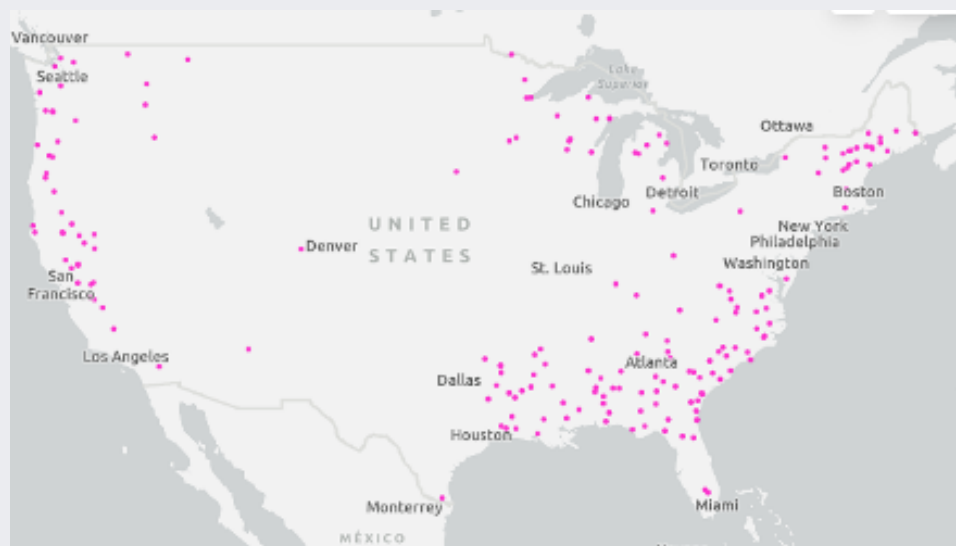 Vancouver
Seattle
Lake
Superior
Ottawa
Toronto
Detroit
Chicago
Boston
New York
Philadelphia
Washington
UNITED
STATES
Denver
St. Louis
San
Francisco
Los Angeles
Atlanta
Dallas
Houston
Miami
Monterrey
MÉXICO